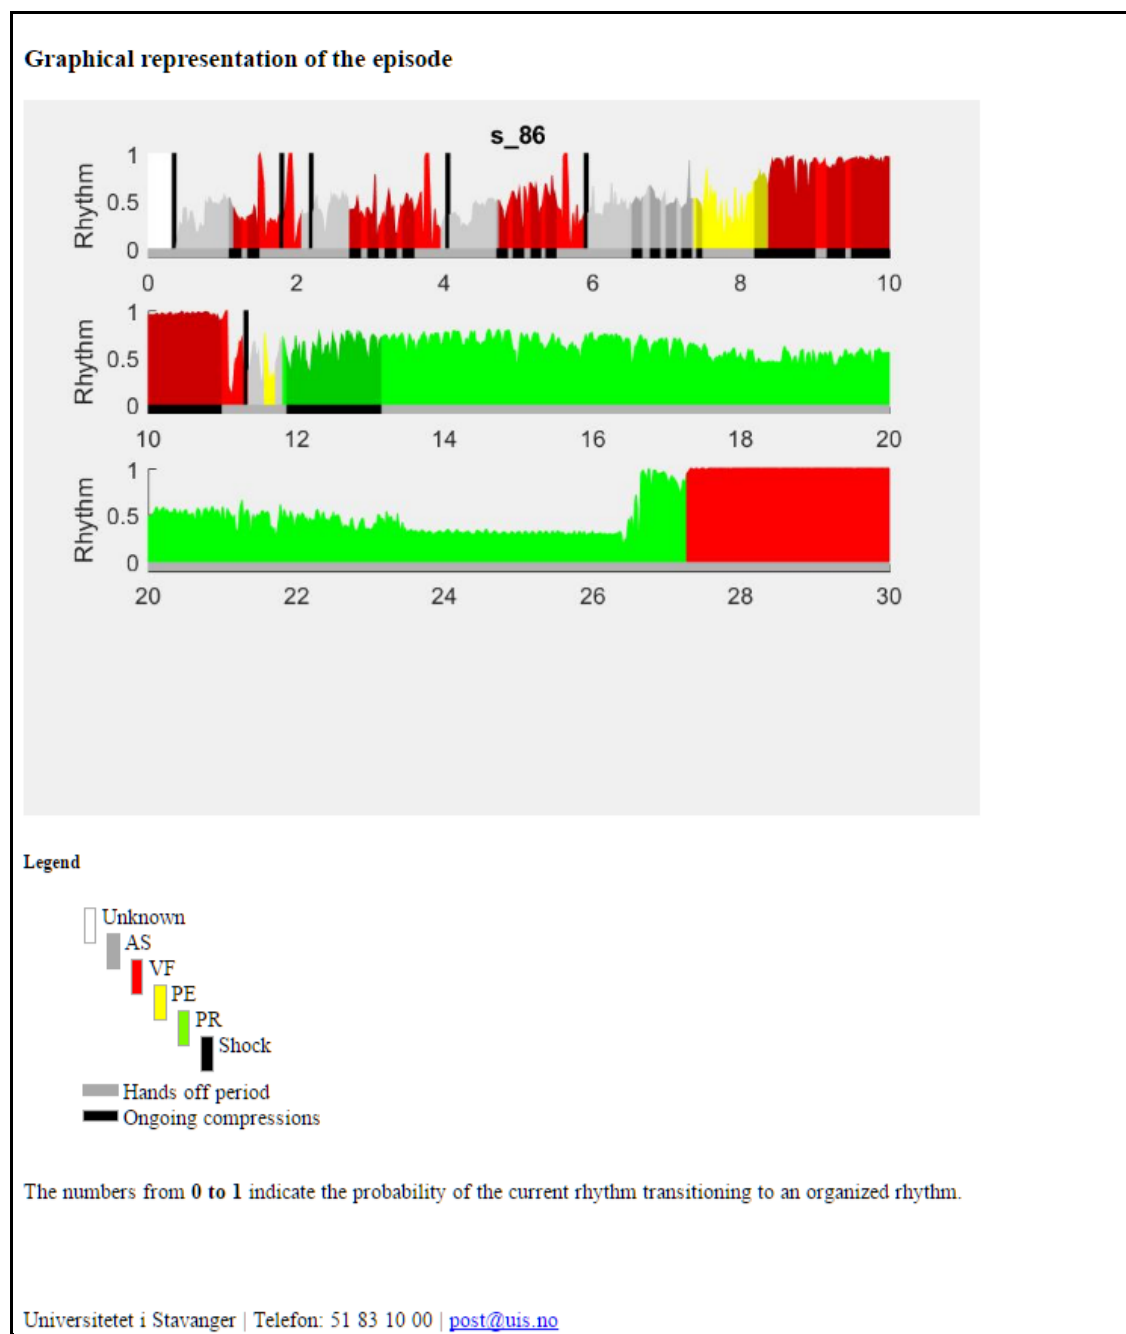 Graphical representation of the episode
s_86
Rhythm
1
0.5
0
0 2 4 6 8 10
Rhythm
1
0.5
0
10 12 14 16 18 20
Rhythm
1
0.5
0
20 22 24 26 28 30
Legend
Unknown
AS
VF
PE
PR
Shock
Hands off period
Ongoing compressions
The numbers from 0 to 1 indicate the probability of the current rhythm transitioning to an organized rhythm.
Universitetet i Stavanger | Telefon: 51 83 10 00 | post@uis.no